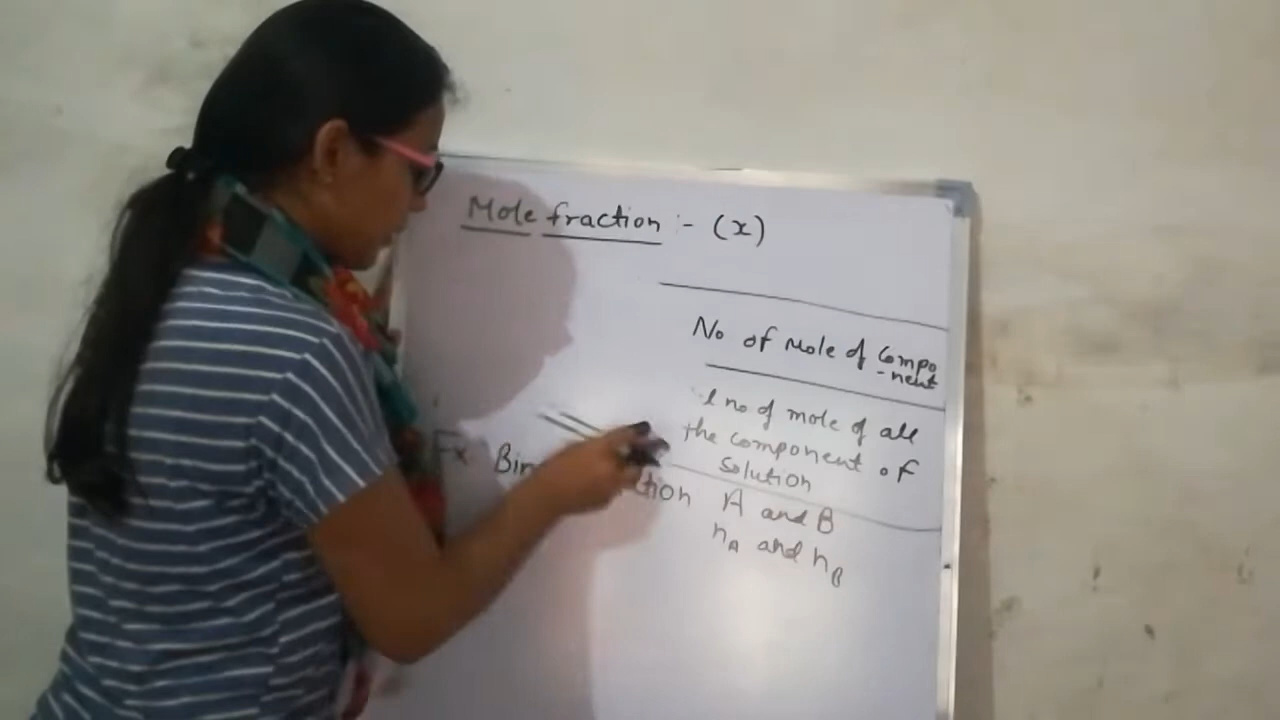 Mole fraction :- (x)
No of Mole of Compo
-nent
l no of mole of all
the component of
solution
Ex Bin ction A and B
nA and nB